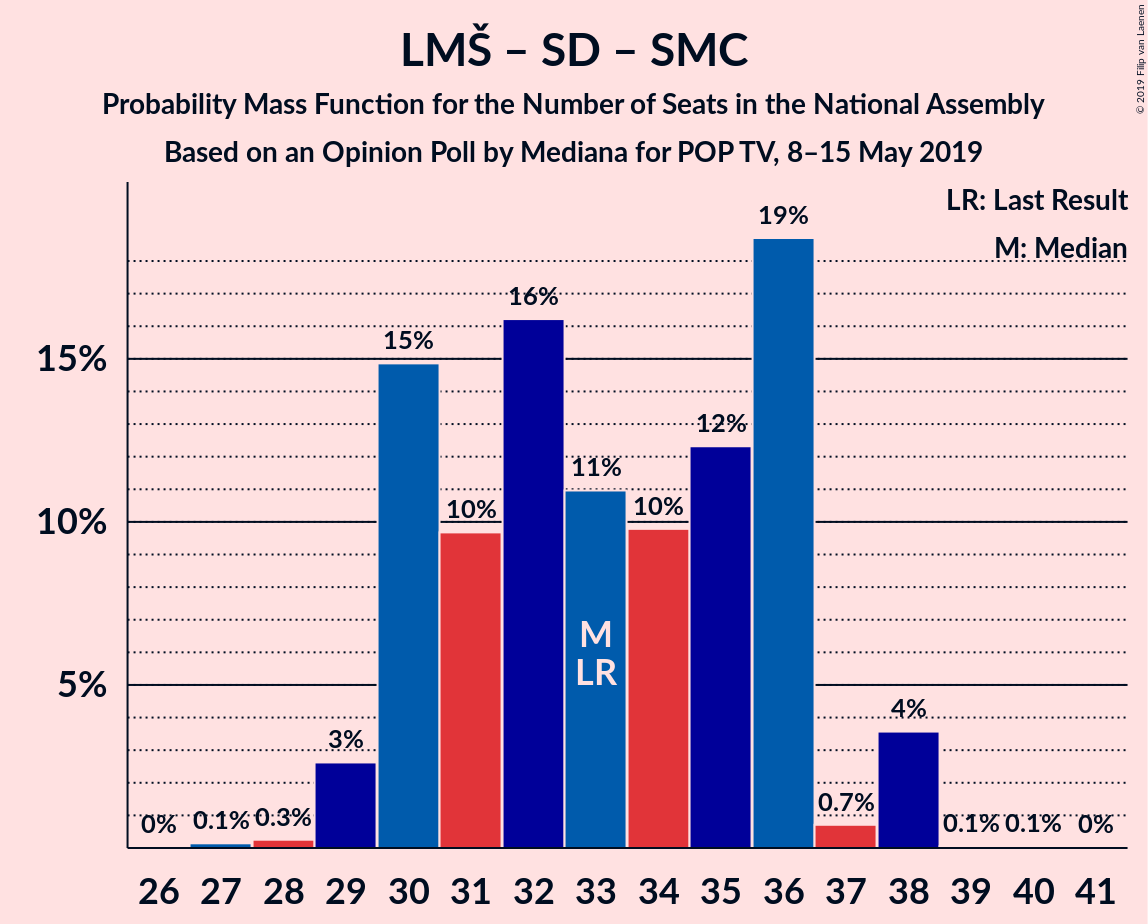 LMŠ – SD – SMC
Probability Mass Function for the Number of Seats in the National Assembly
Based on an Opinion Poll by Mediana for POP TV, 8–15 May 2019
© 2019 Filip van Laenen
LR: Last Result
M: Median
15%
10%
5%
0%
0.1%
0.3%
3%
15%
10%
16%
11%
10%
12%
19%
0.7%
4%
0.1%
0.1%
0%
M
LR
26 27 28 29 30 31 32 33 34 35 36 37 38 39 40 41